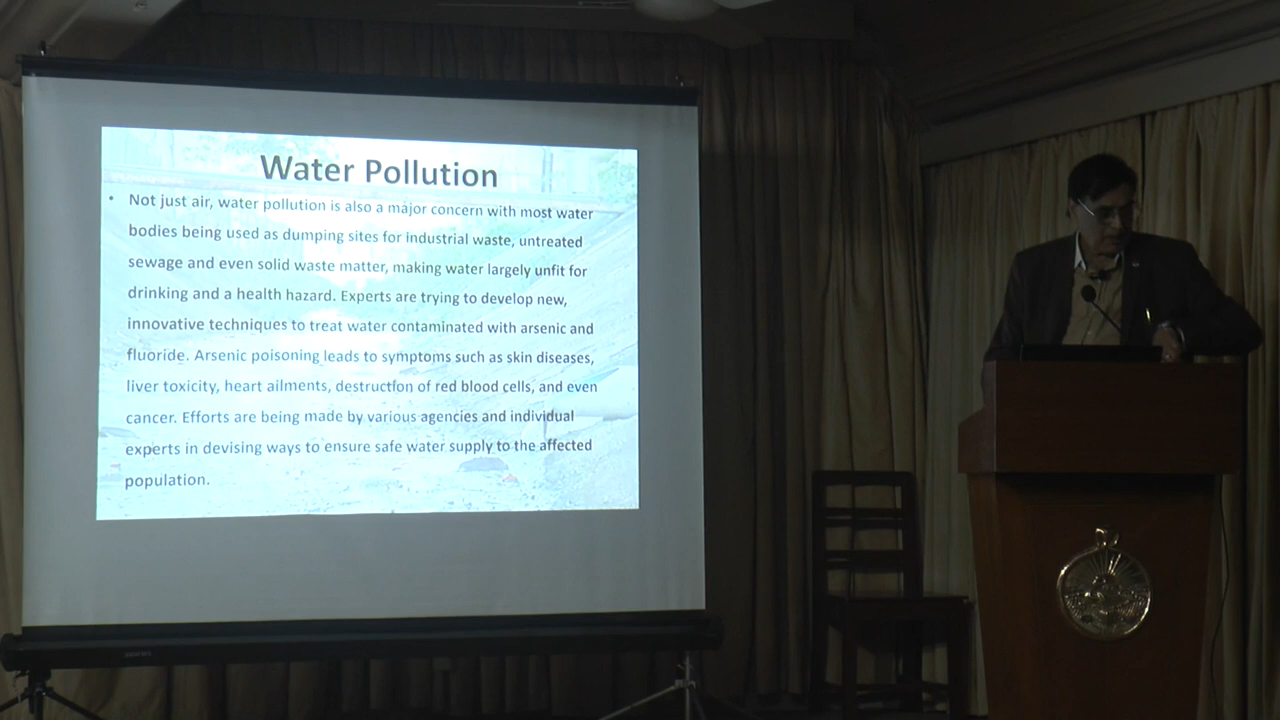 Water Pollution
• Not just air, water pollution is also a major concern with most water
bodies being used as dumping sites for industrial waste, untreated
sewage and even solid waste matter, making water largely unfit for
drinking and a health hazard. Experts are trying to develop new,
innovative techniques to treat water contaminated with arsenic and
fluoride. Arsenic poisoning leads to symptoms such as skin diseases,
liver toxicity, heart ailments, destruction of red blood cells, and even
cancer. Efforts are being made by various agencies and individual
experts in devising ways to ensure safe water supply to the affected
population.